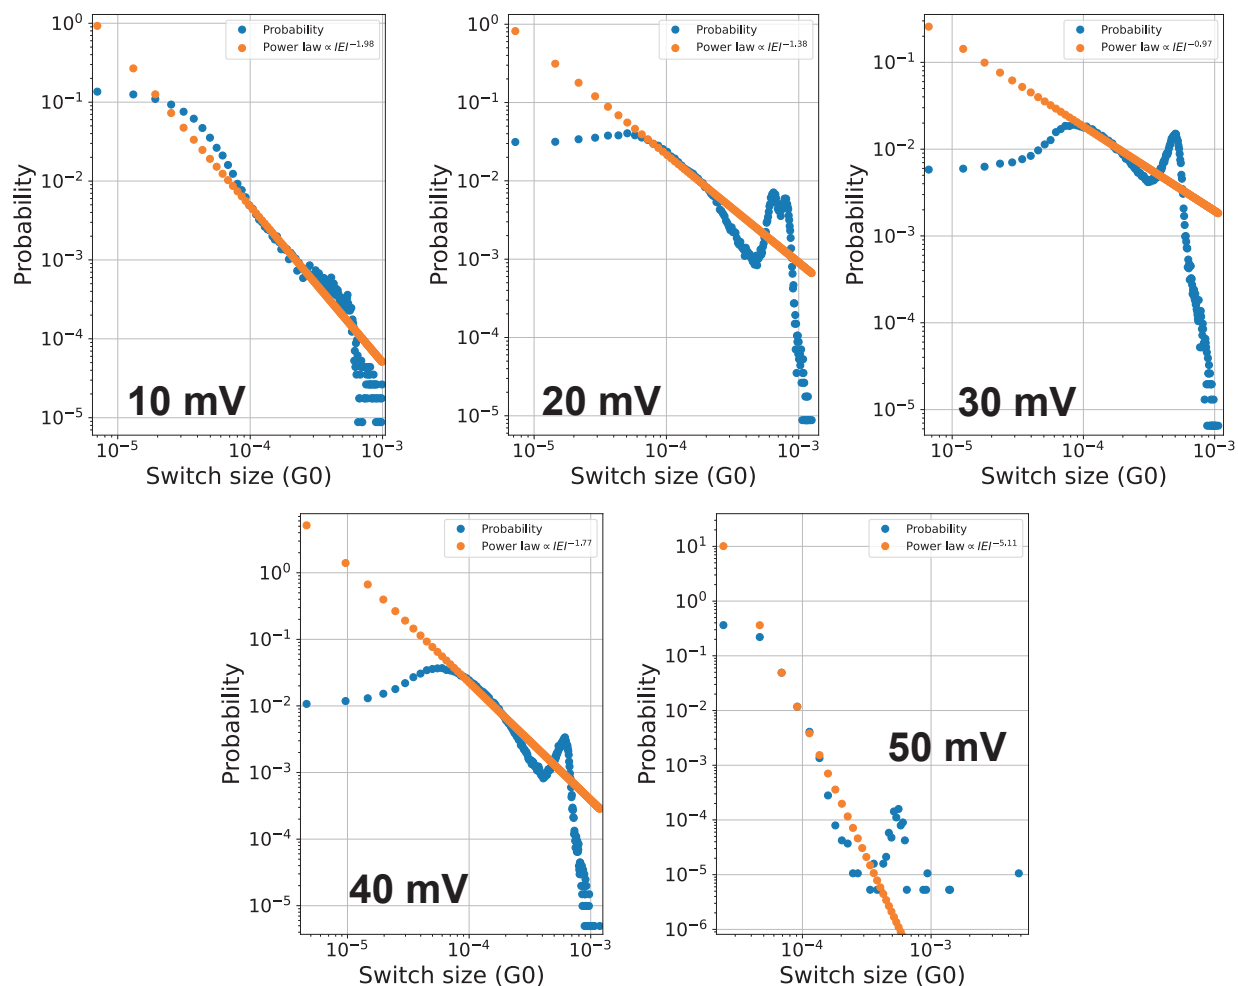 10⁰
10⁻¹
10⁻²
10⁻³
10⁻⁴
10⁻⁵
Probability
Probability
Power law ∝ IEI⁻¹·⁹⁸
10 mV
10⁻⁵
10⁻⁴
10⁻³
Switch size (G0)
10⁰
10⁻¹
10⁻²
10⁻³
10⁻⁴
10⁻⁵
Probability
Probability
Power law ∝ IEI⁻¹·³⁸
20 mV
10⁻⁵
10⁻⁴
10⁻³
Switch size (G0)
10⁻¹
10⁻²
10⁻³
10⁻⁴
10⁻⁵
Probability
Probability
Power law ∝ IEI⁻⁰·⁹⁷
30 mV
10⁻⁵
10⁻⁴
10⁻³
Switch size (G0)
10⁰
10⁻¹
10⁻²
10⁻³
10⁻⁴
10⁻⁵
Probability
Probability
Power law ∝ IEI⁻¹·⁷⁷
40 mV
10⁻⁵
10⁻⁴
10⁻³
Switch size (G0)
10¹
10⁰
10⁻¹
10⁻²
10⁻³
10⁻⁴
10⁻⁵
10⁻⁶
Probability
Probability
Power law ∝ IEI⁻⁵·¹¹
50 mV
10⁻⁴
10⁻³
Switch size (G0)